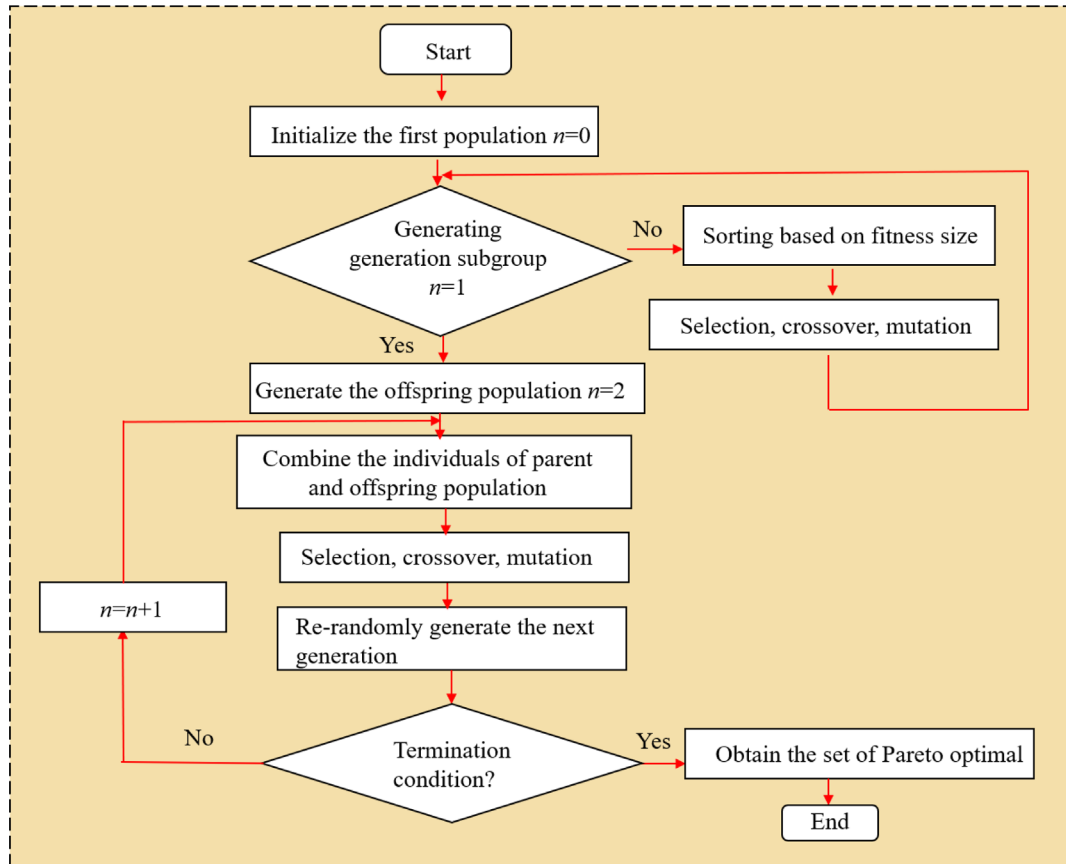 Start
Initialize the first population n=0
Generating
generation subgroup
n=1
No
Sorting based on fitness size
Selection, crossover, mutation
Yes
Generate the offspring population n=2
Combine the individuals of parent
and offspring population
Selection, crossover, mutation
n=n+1
Re-randomly generate the next
generation
No
Termination
condition?
Yes
Obtain the set of Pareto optimal
End